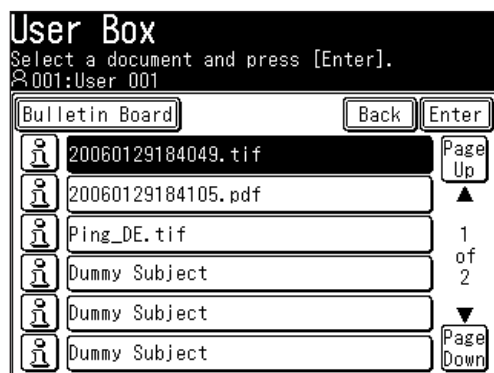 User Box
Select a document and press [Enter].
001:User 001
Bulletin Board Back Enter
20060129184049.tif
Page Up
20060129184105.pdf
Ping_DE.tif
1
of
2
Dummy Subject
Dummy Subject
Dummy Subject
Page Down